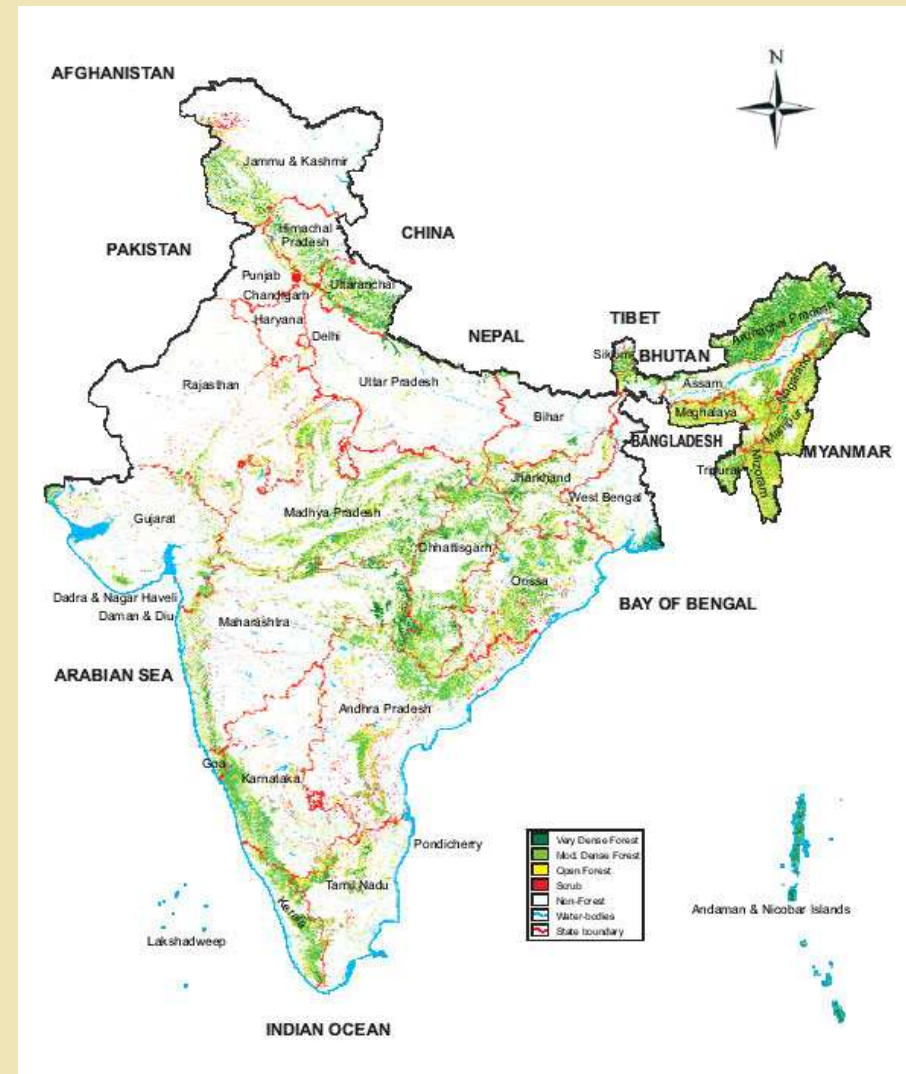 N
AFGHANISTAN
Jammu & Kashmir
Himachal
Pradesh
CHINA
PAKISTAN
Punjab
Chandigarh
Uttaranchal
Haryana
Delhi
NEPAL
TIBET
Arunachal Pradesh
Sikkim
BHUTAN
Rajasthan
Uttar Pradesh
Assam
Nagaland
Bihar
Meghalaya
Manipur
BANGLADESH
MYANMAR
Jharkhand
Tripura
Mizoram
West Bengal
Gujarat
Madhya Pradesh
Chhattisgarh
Orissa
Dadra & Nagar Haveli
Daman & Diu
Maharashtra
BAY OF BENGAL
ARABIAN SEA
Andhra Pradesh
Goa
Karnataka
Pondicherry
Very Dense Forest
Mod. Dense Forest
Open Forest
Scrub
Non-Forest
Water-bodies
State boundary
Tamil Nadu
Kerala
Andaman & Nicobar Islands
Lakshadweep
INDIAN OCEAN